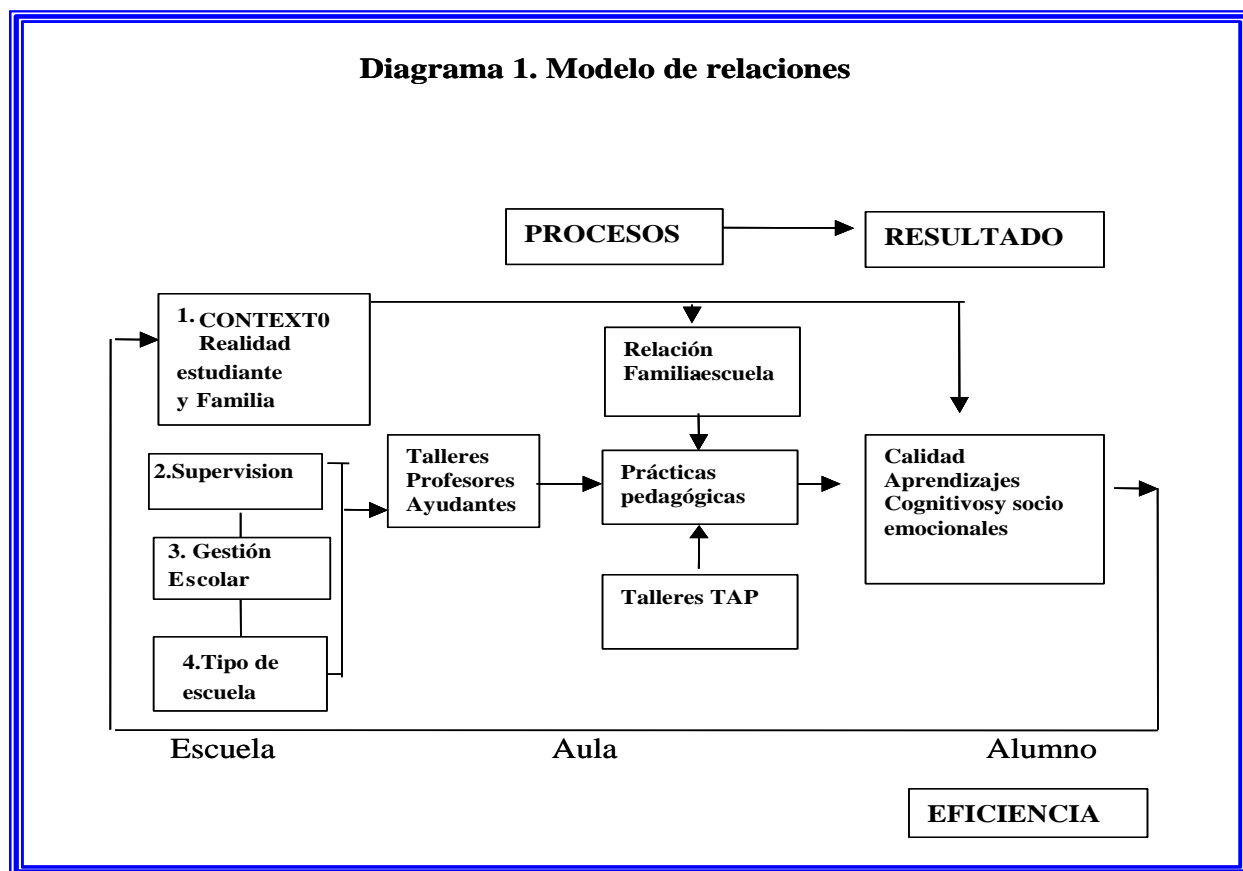 Diagrama 1. Modelo de relaciones
PROCESOS
RESULTADO
1. CONTEXT0
Realidad
estudiante
y Familia
Relación
Familiaescuela
2.Supervision
Talleres
Profesores
Ayudantes
Prácticas
pedagógicas
Calidad
Aprendizajes
Cognitivosy socio
emocionales
3. Gestión
Escolar
Talleres TAP
4.Tipo de
escuela
Escuela
Aula
Alumno
EFICIENCIA